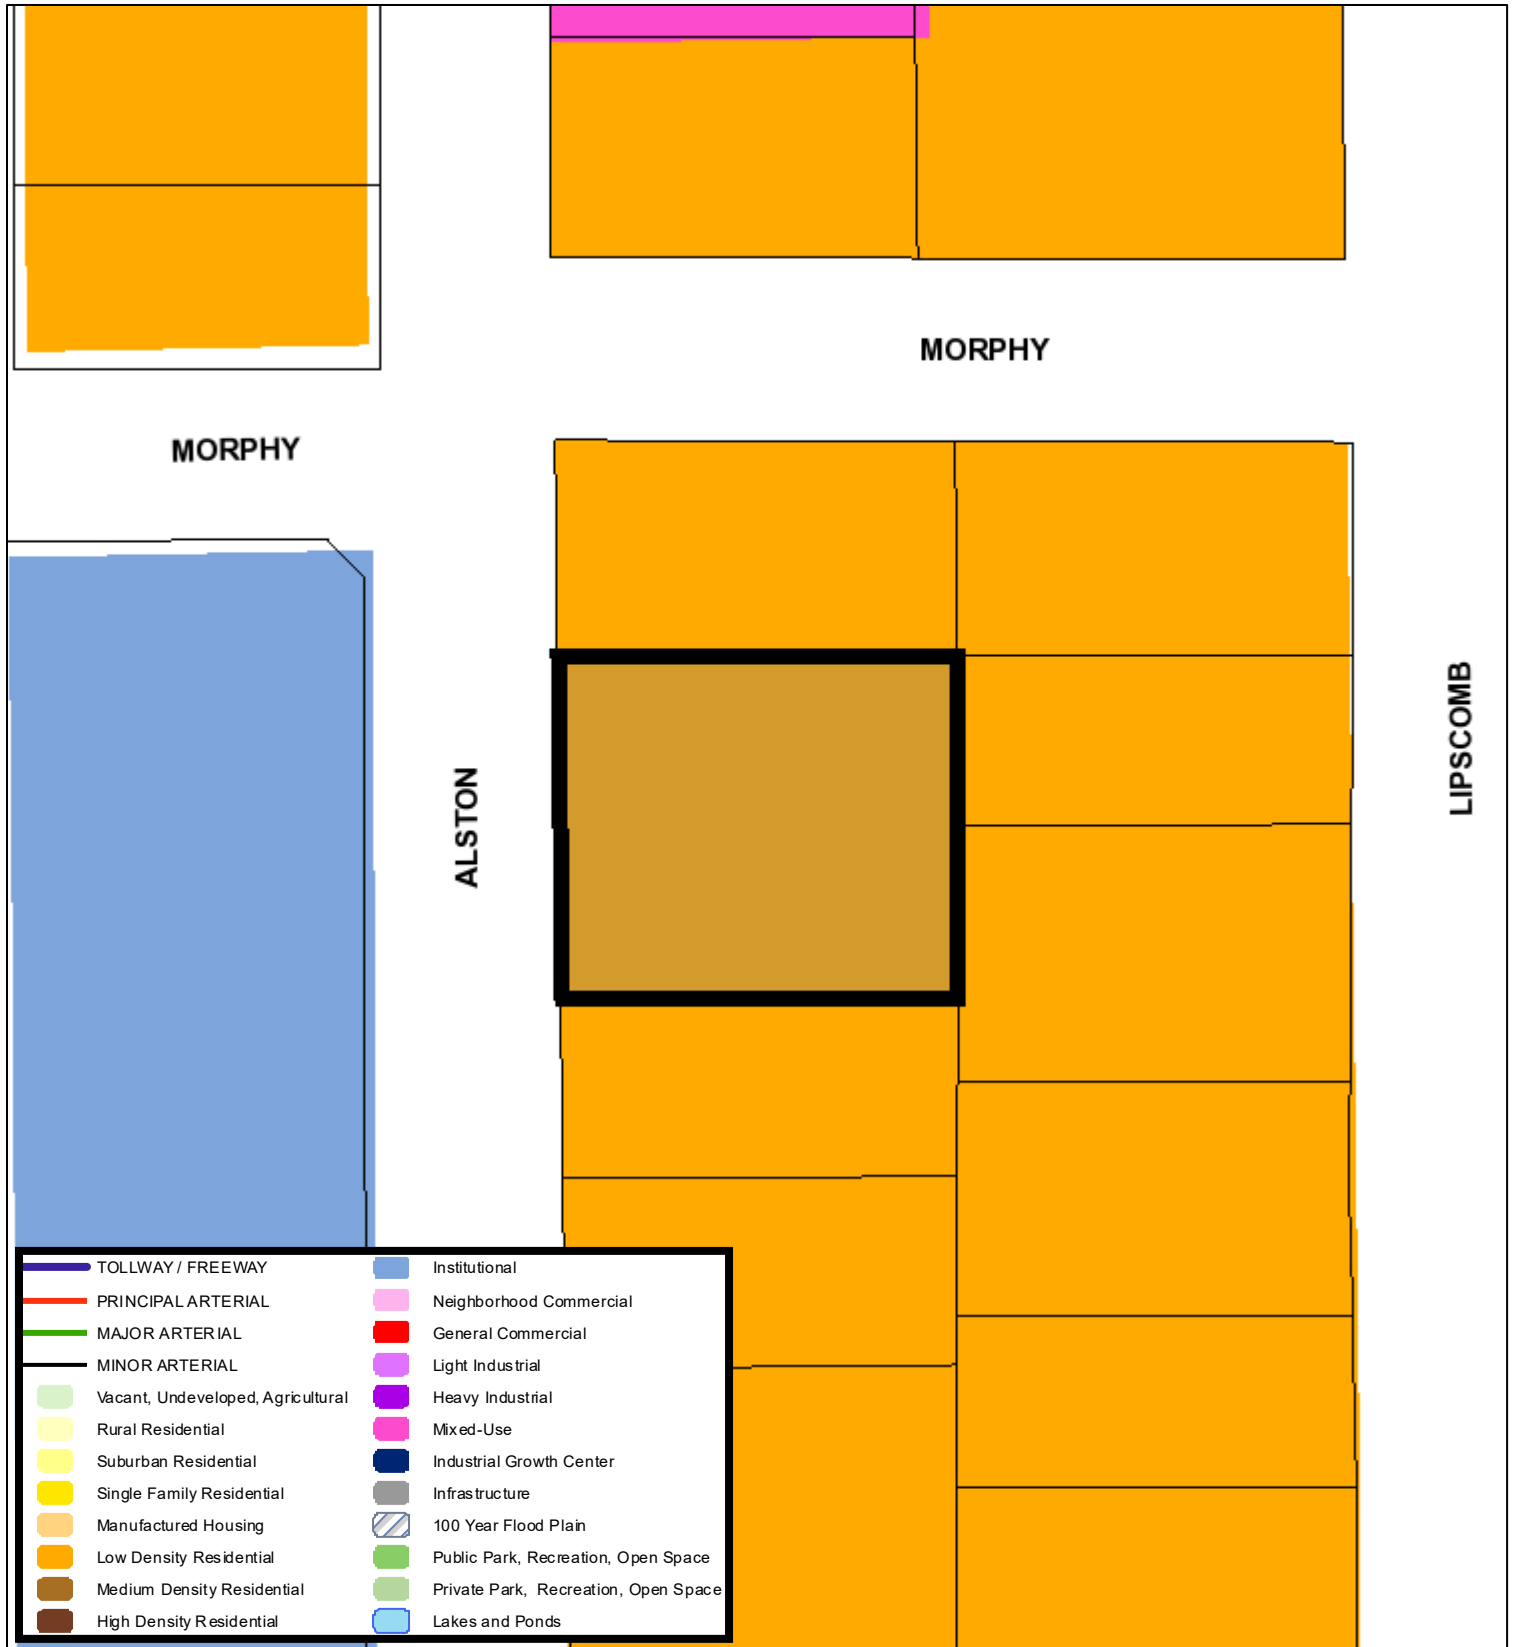 MORPHY
MORPHY
LIPSCOMB
ALSTON
TOLLWAY / FREEWAY
PRINCIPAL ARTERIAL
MAJOR ARTERIAL
MINOR ARTERIAL
Vacant, Undeveloped, Agricultural
Rural Residential
Suburban Residential
Single Family Residential
Manufactured Housing
Low Density Residential
Medium Density Residential
High Density Residential
Institutional
Neighborhood Commercial
General Commercial
Light Industrial
Heavy Industrial
Mixed-Use
Industrial Growth Center
Infrastructure
100 Year Flood Plain
Public Park, Recreation, Open Space
Private Park, Recreation, Open Space
Lakes and Ponds